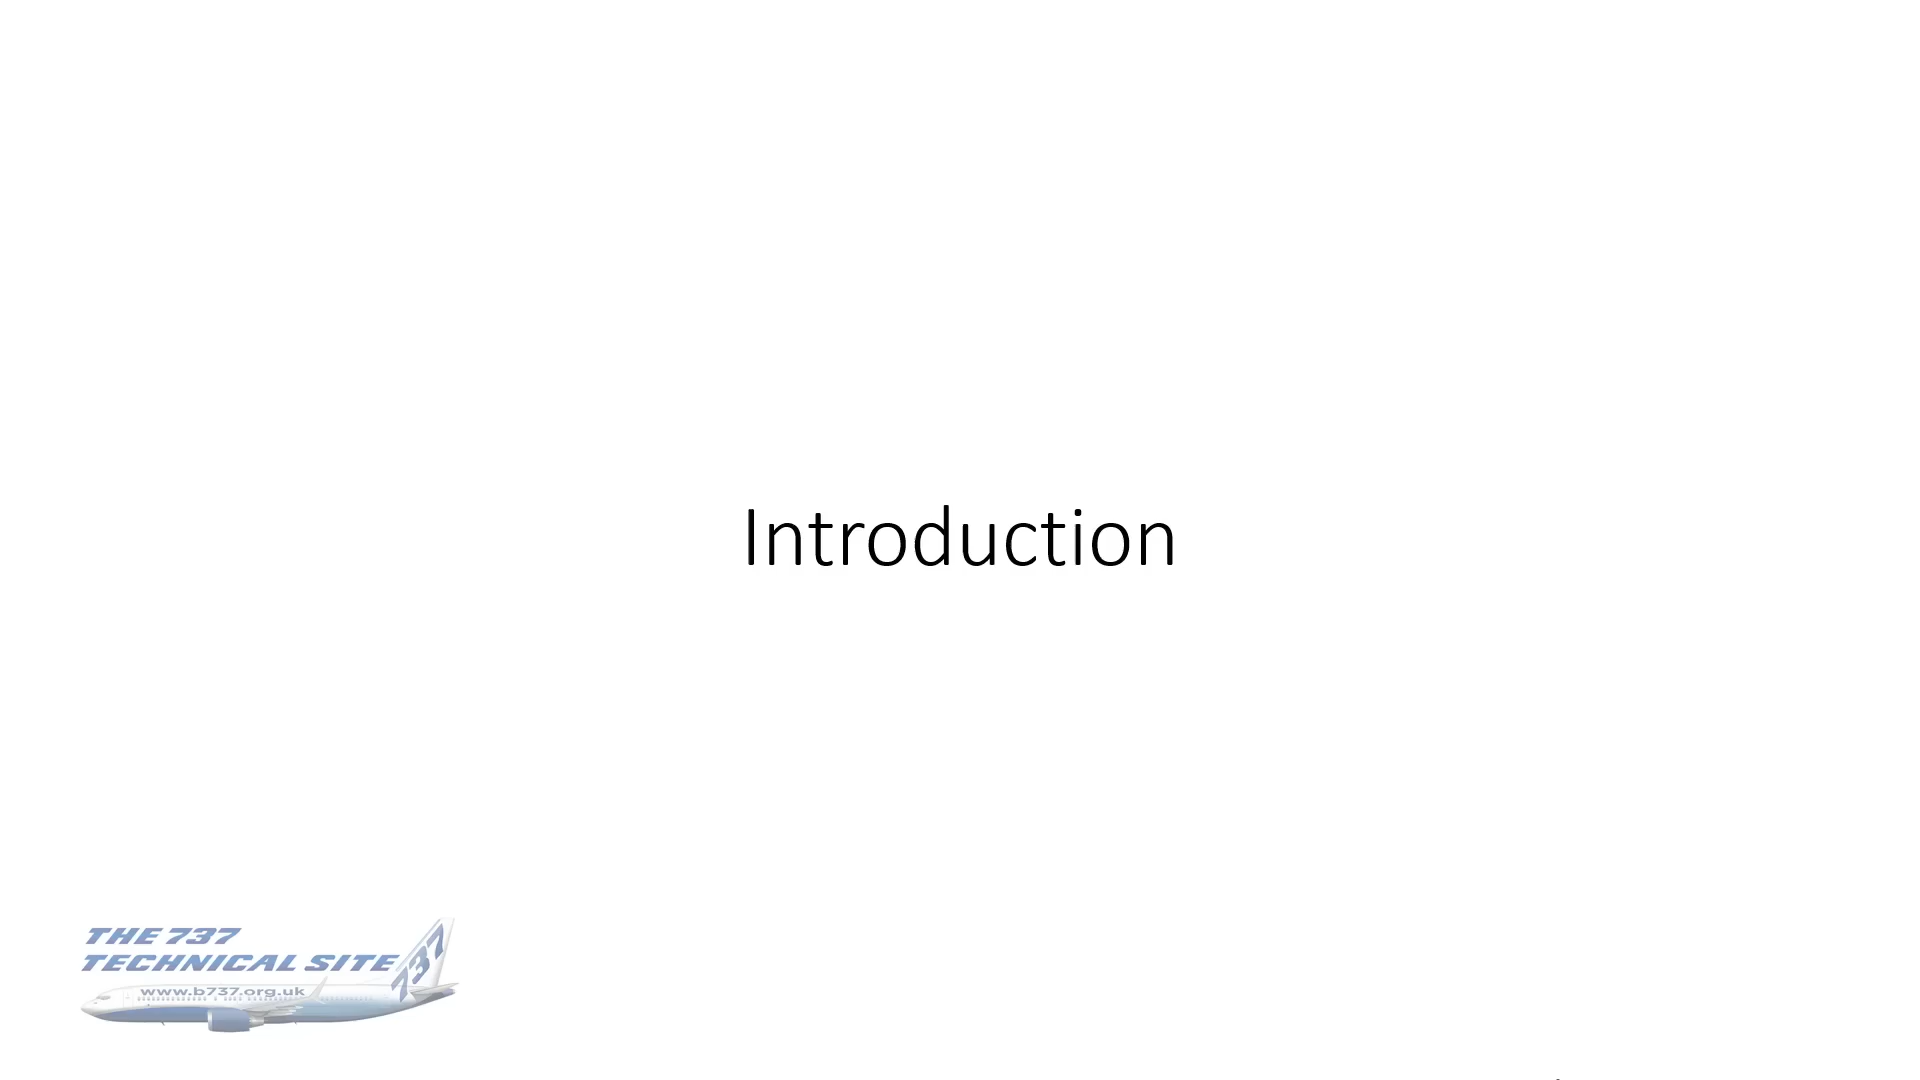 Introduction
THE 737
TECHNICAL SITE
737
www.b737.org.uk